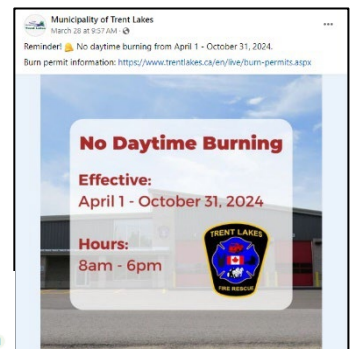 Municipality of Trent Lakes
March 28 at 9:57 AM ·
Reminder! No daytime burning from April 1 - October 31, 2024.
Burn permit information: https://www.trentlakes.ca/en/live/burn-permits.aspx
No Daytime Burning
Effective:
April 1 - October 31, 2024
Hours:
8am - 6pm
TRENT LAKES
FIRE RESCUE